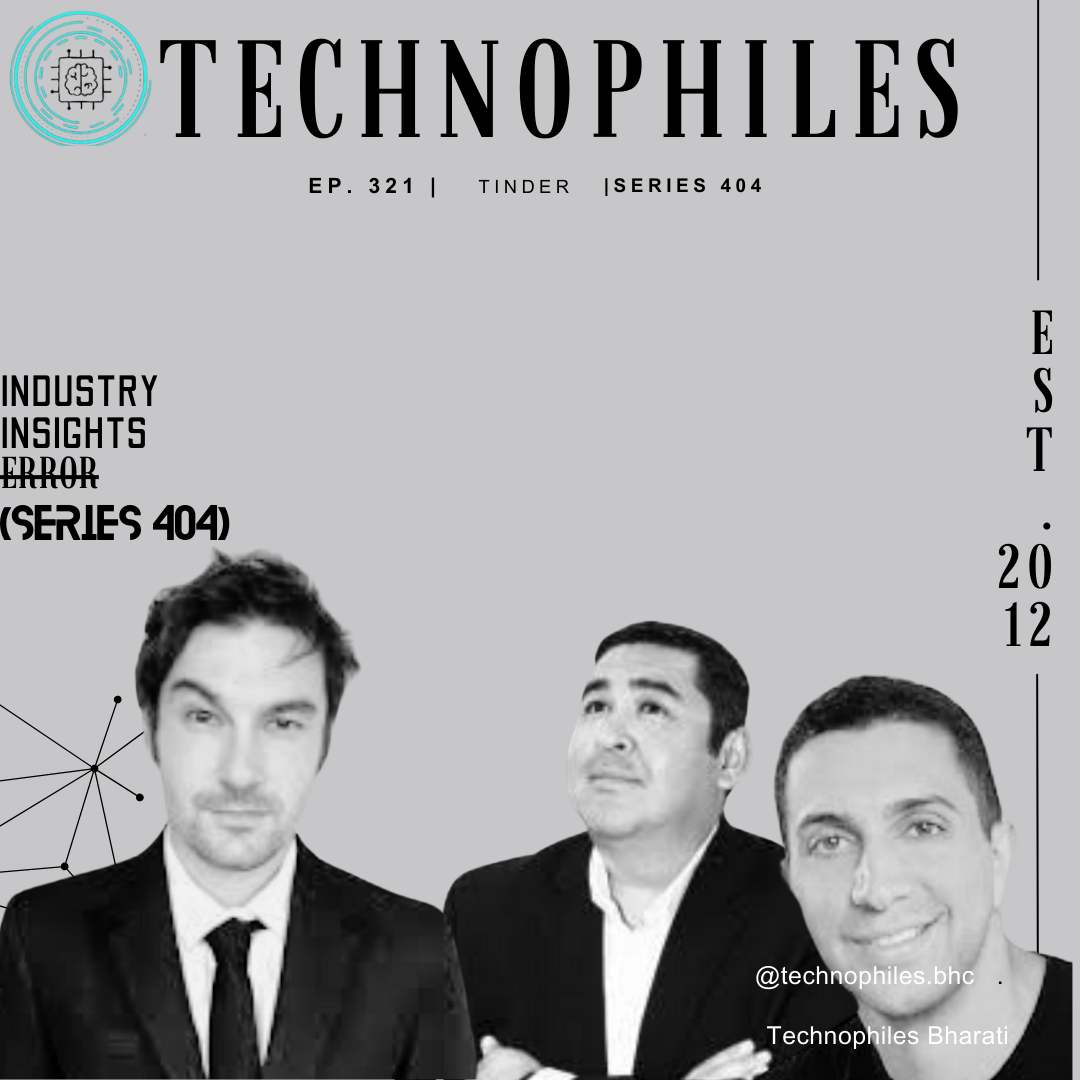 TECHNOPHILES
EP. 321 | TINDER |SERIES 404
INDUSTRY
INSIGHTS
ERROR
(SERIES 404)
E
S
T
.
20
12
@technophiles.bhc .
Technophiles Bharati